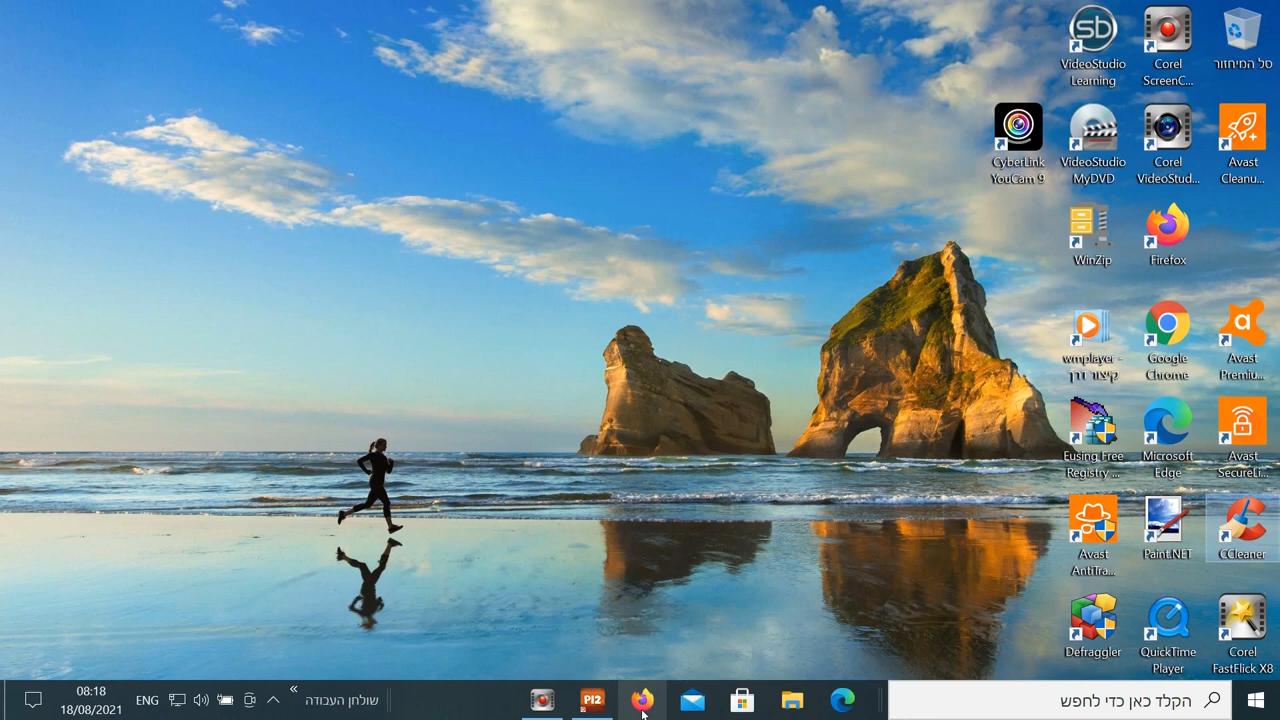 סל המיחזור
Corel
ScreenC...
VideoStudio
Learning
Avast
Cleanu...
Corel
VideoStud...
VideoStudio
MyDVD
CyberLink
YouCam 9
Firefox
WinZip
Avast
Premiu...
Google
Chrome
wmplayer -
קיצור דרך
Avast
SecureLi...
Microsoft
Edge
Eusing Free
Registry ...
CCleaner
Paint.NET
Avast
AntiTra...
Corel
FastFlick X8
QuickTime
Player
Defraggler
הקלד כאן כדי לחפש
PI2
שולחן העבודה
ENG
08:18
18/08/2021